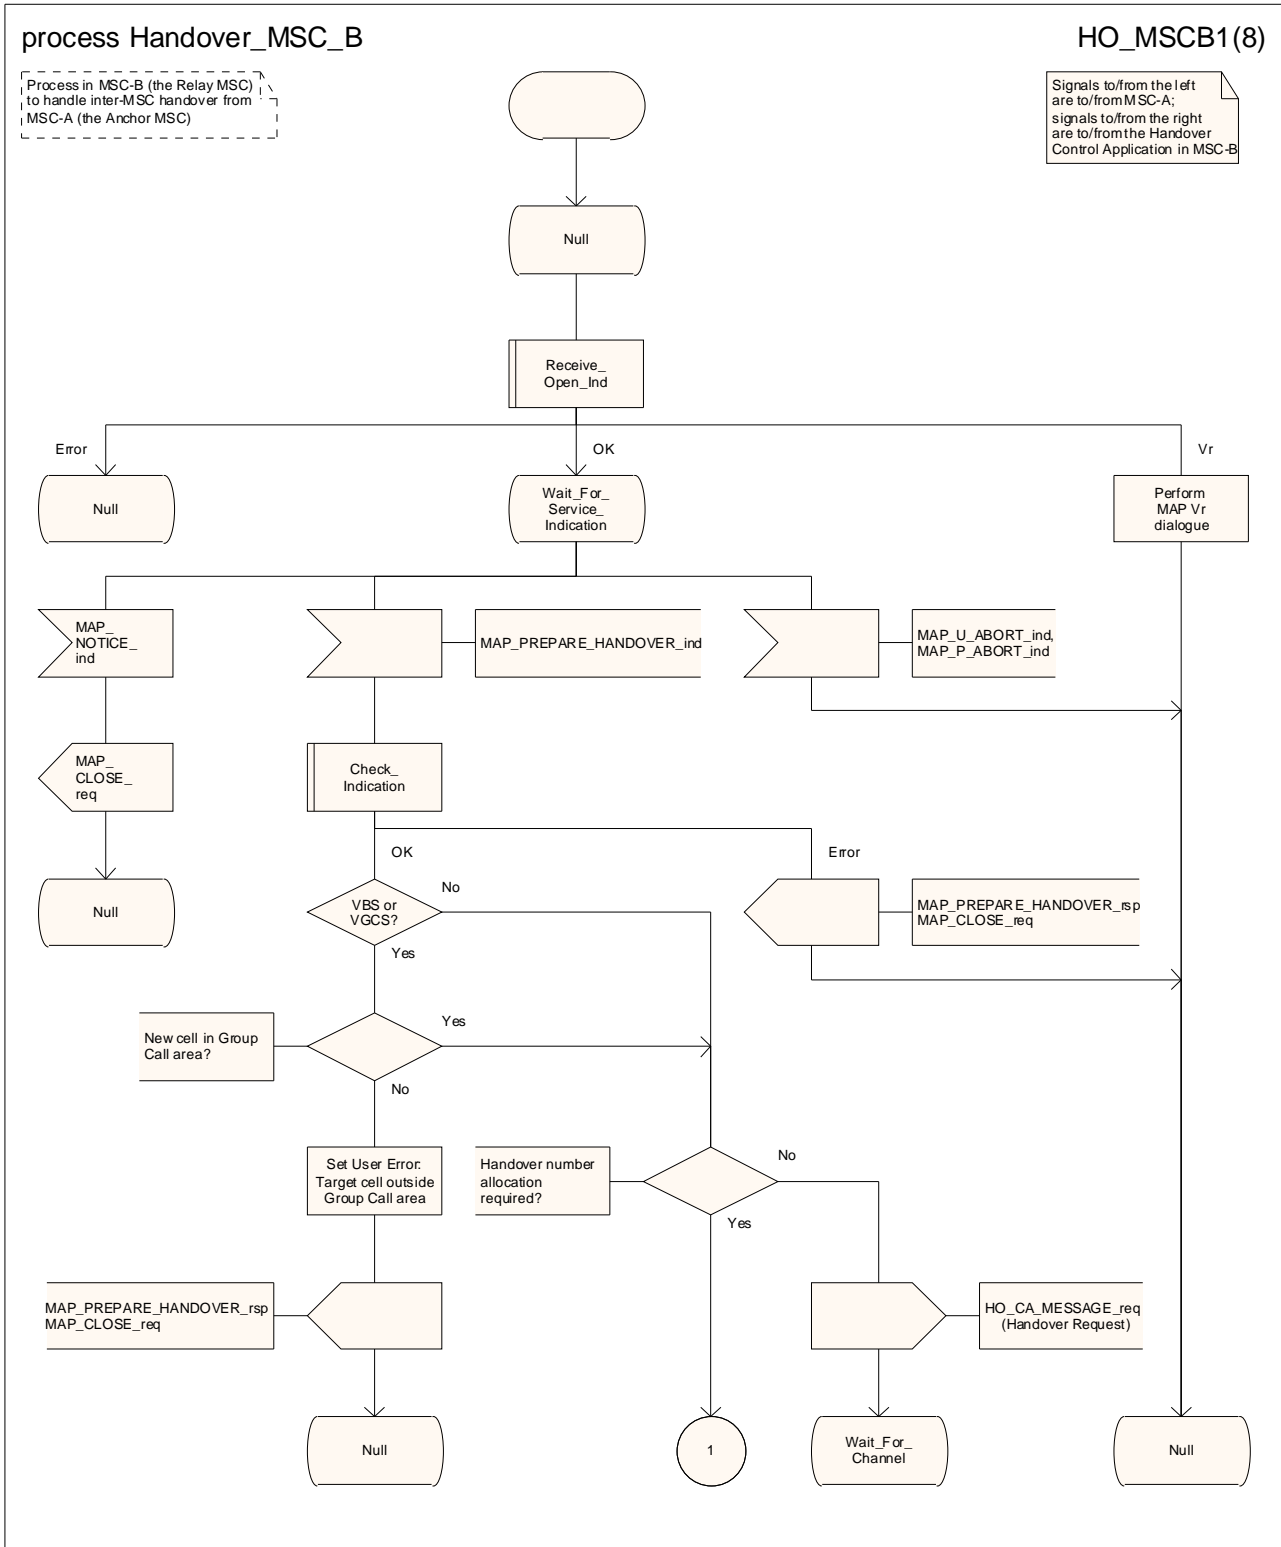 process Handover_MSC_B
HO_MSCB1(8)
Process in MSC-B (the Relay MSC)
to handle inter-MSC handover from
MSC-A (the Anchor MSC)
Signals to/from the left
are to/from MSC-A;
signals to/from the right
are to/from the Handover
Control Application in MSC-B
Null
Receive_
Open_Ind
Error
OK
Vr
Null
Wait_For_
Service_
Indication
Perform
MAP Vr
dialogue
MAP_
NOTICE_
ind
MAP_PREPARE_HANDOVER_ind
MAP_U_ABORT_ind,
MAP_P_ABORT_ind
MAP_
CLOSE_
req
Check_
Indication
OK
Error
Null
VBS or
VGCS?
No
Yes
MAP_PREPARE_HANDOVER_rsp
MAP_CLOSE_req
New cell in Group
Call area?
Yes
No
Set User Error:
Target cell outside
Group Call area
Handover number
allocation
required?
No
Yes
MAP_PREPARE_HANDOVER_rsp
MAP_CLOSE_req
HO_CA_MESSAGE_req
(Handover Request)
Null
1
Wait_For_
Channel
Null